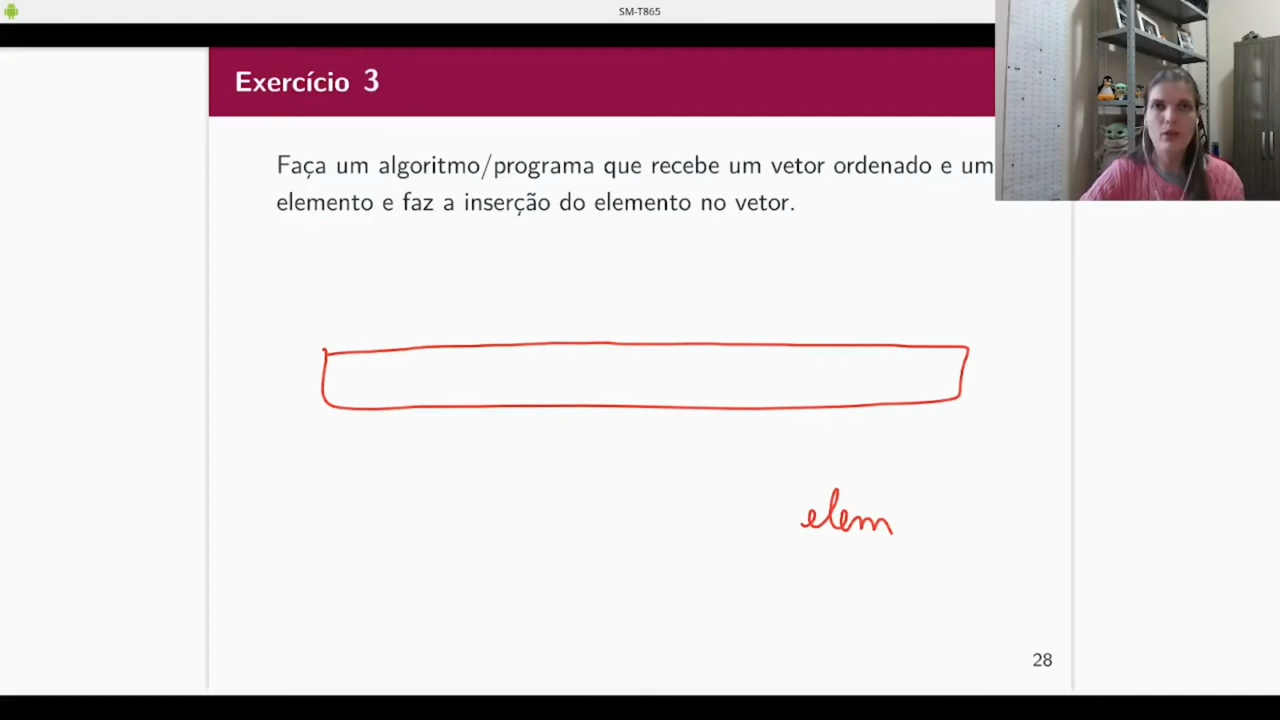 SM-T865
Exercício 3
Faça um algoritmo/programa que recebe um vetor ordenado e um
elemento e faz a inserção do elemento no vetor.
elem
28